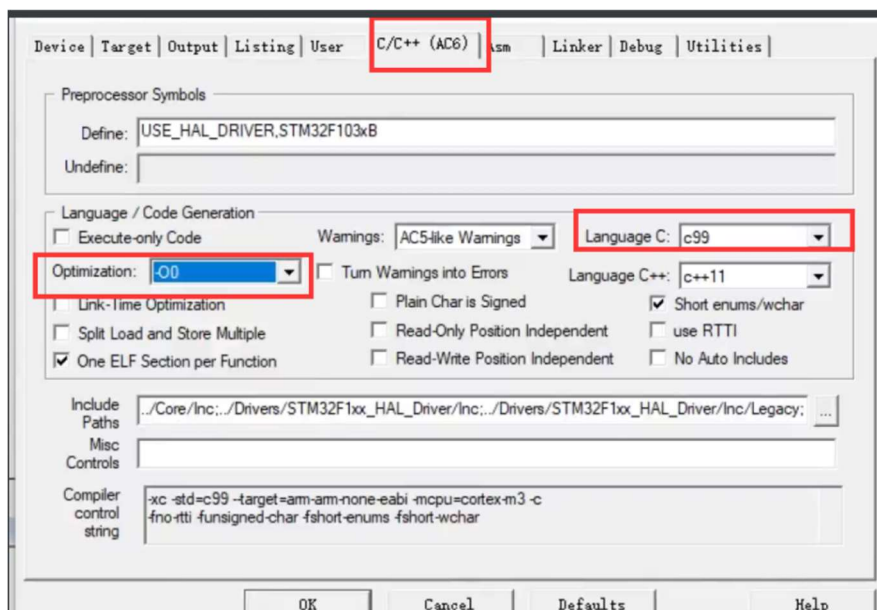 Device Target Output Listing User C/C++ (AC6) Asm Linker Debug Utilities
Preprocessor Symbols
Define: USE_HAL_DRIVER,STM32F103xB
Undefine:
Language / Code Generation
Execute-only Code Warnings: AC5-like Warnings Language C: c99
Optimization: -O0 Turn Warnings into Errors Language C++: c++11
Link-Time Optimization Plain Char is Signed Short enums/wchar
Split Load and Store Multiple Read-Only Position Independent use RTTI
One ELF Section per Function Read-Write Position Independent No Auto Includes
Include Paths ../Core/Inc;../Drivers/STM32F1xx_HAL_Driver/Inc;../Drivers/STM32F1xx_HAL_Driver/Inc/Legacy; ...
Misc Controls
Compiler control string -xc -std=c99 --target=arm-arm-none-eabi -mcpu=cortex-m3 -c
-fno-rtti -funsigned-char -fshort-enums -fshort-wchar
OK Cancel Defaults Help